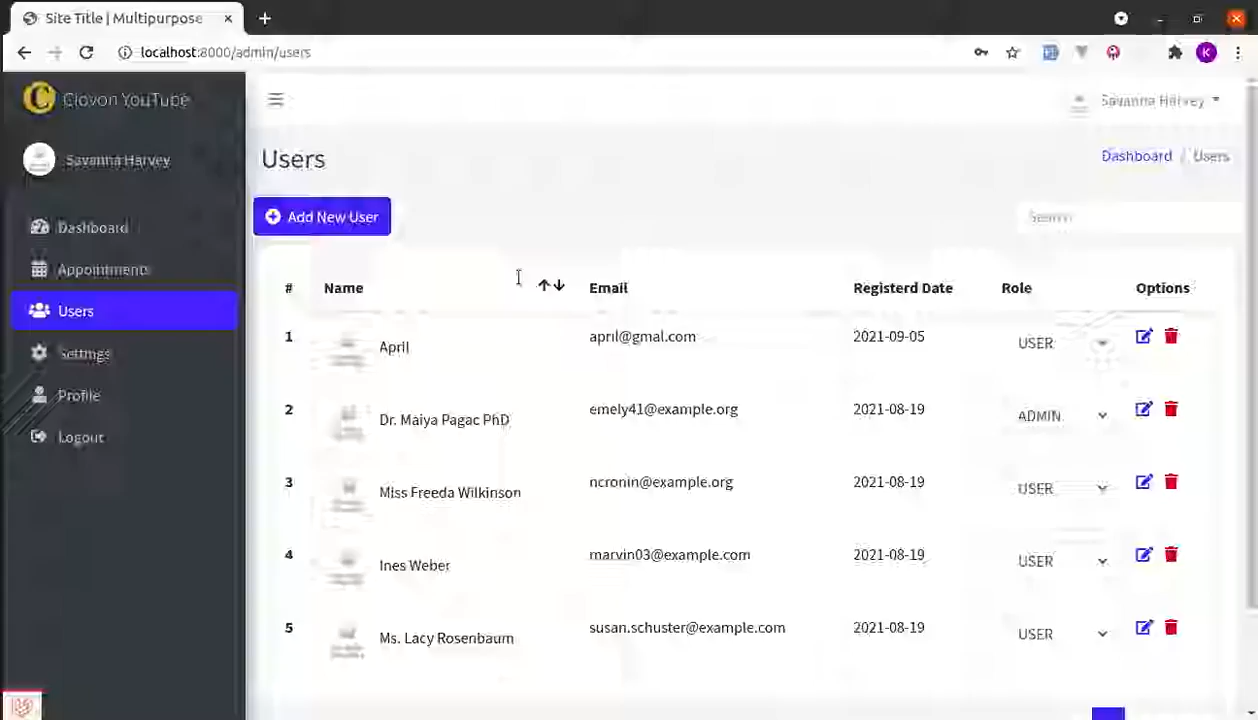 Site Title | Multipurpose
localhost:8000/admin/users
K
Clovon YouTube
Savanna Harvey
Savanna Harvey
Users
Dashboard / Users
Add New User
Search
Dashboard
Appointments
Users
Settings
Profile
Logout
# Name Email Registerd Date Role Options
1 April april@gmal.com 2021-09-05 USER
2 Dr. Maiya Pagac PhD emely41@example.org 2021-08-19 ADMIN
3 Miss Freeda Wilkinson ncronin@example.org 2021-08-19 USER
4 Ines Weber marvin03@example.com 2021-08-19 USER
5 Ms. Lacy Rosenbaum susan.schuster@example.com 2021-08-19 USER